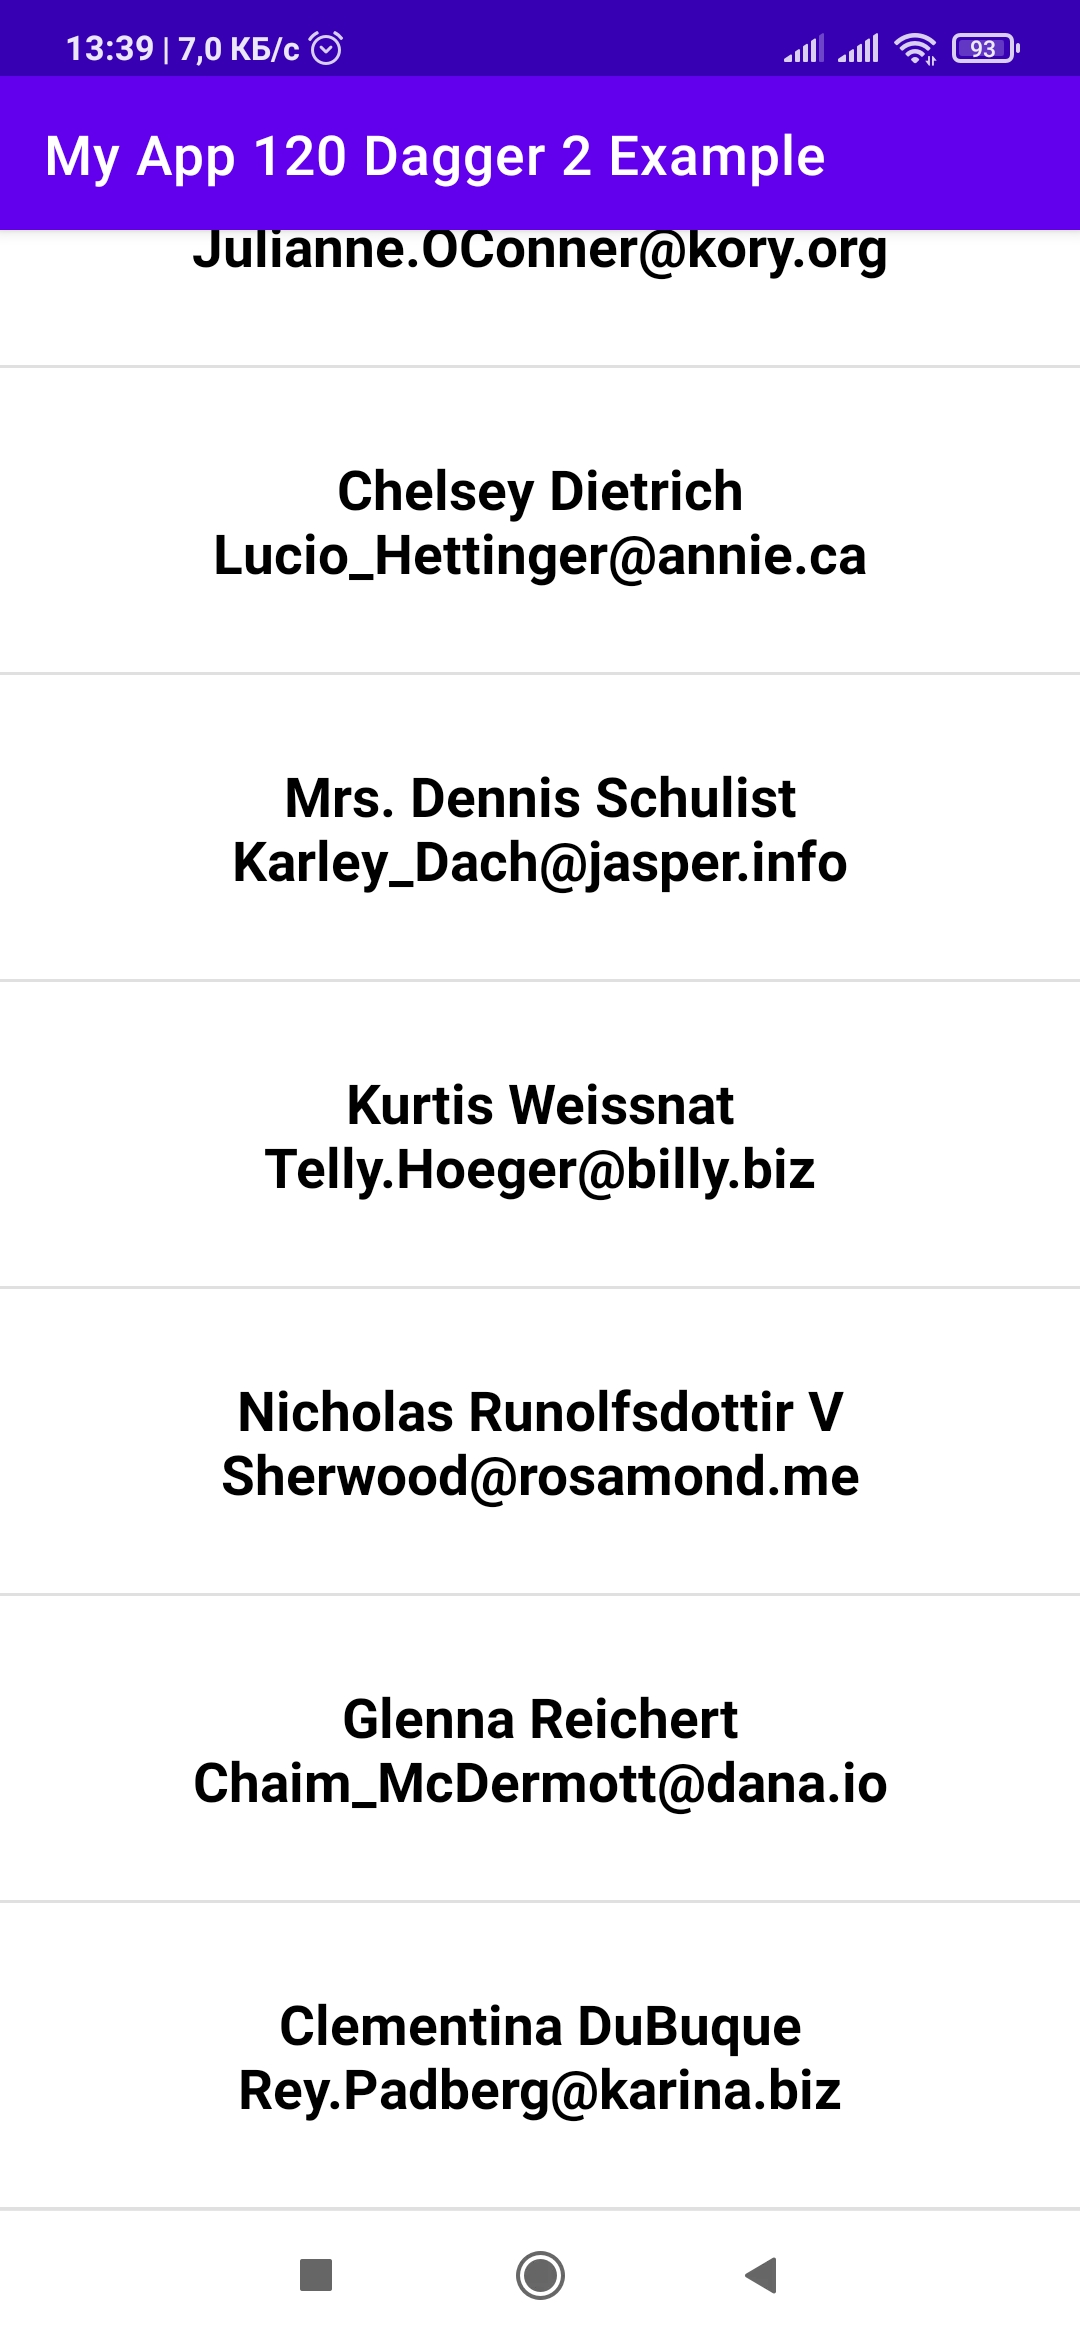 13:39 | 7,0 КБ/с
93
My App 120 Dagger 2 Example
Julianne.OConner@kory.org
Chelsey Dietrich
Lucio_Hettinger@annie.ca
Mrs. Dennis Schulist
Karley_Dach@jasper.info
Kurtis Weissnat
Telly.Hoeger@billy.biz
Nicholas Runolfsdottir V
Sherwood@rosamond.me
Glenna Reichert
Chaim_McDermott@dana.io
Clementina DuBuque
Rey.Padberg@karina.biz